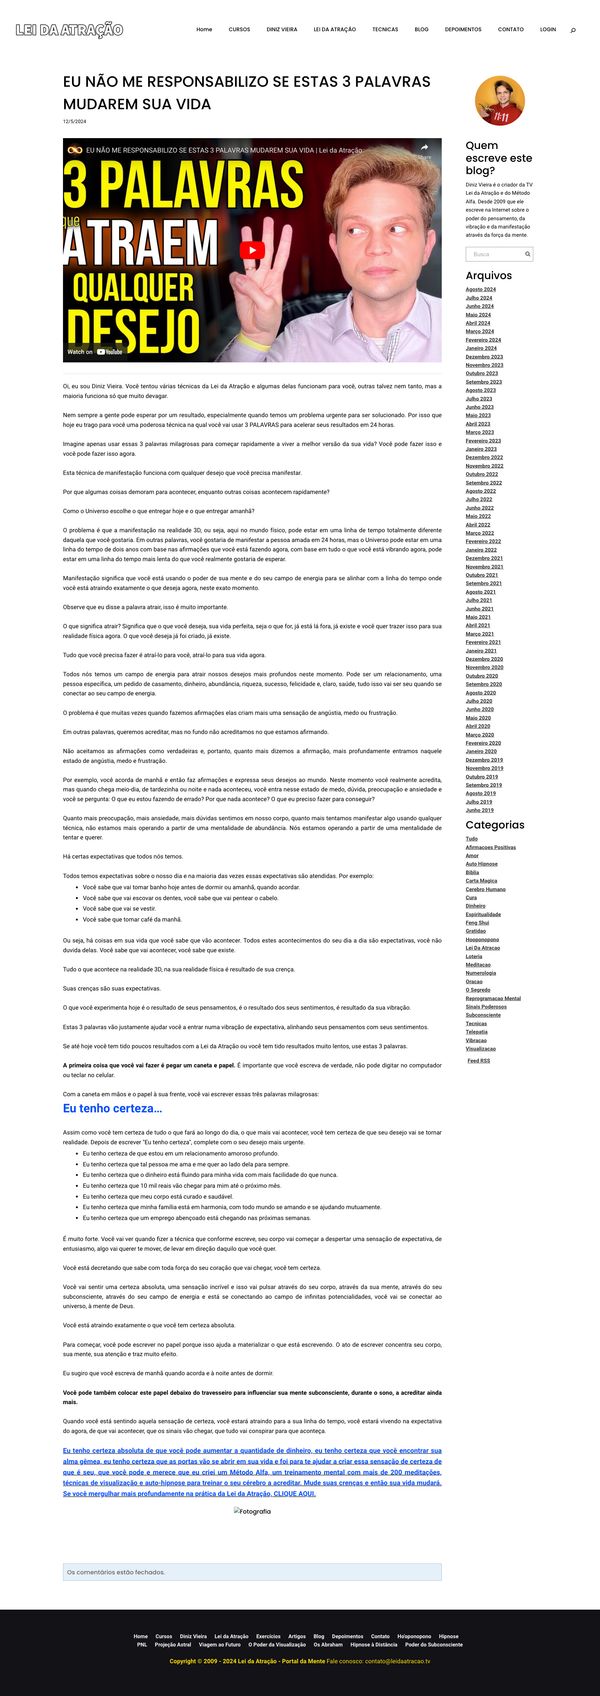 LEI DA ATRAÇÃO
Home CURSOS DINIZ VIEIRA LEI DA ATRAÇÃO TECNICAS BLOG DEPOIMENTOS CONTATO LOGIN
EU NÃO ME RESPONSABILIZO SE ESTAS 3 PALAVRAS
MUDAREM SUA VIDA
12/5/2024
EU NÃO ME RESPONSABILIZO SE ESTAS 3 PALAVRAS MUDAREM SUA VIDA | Lei da Atração
Share
3 PALAVRAS
que
ATRAEM
QUALQUER
DESEJO
Watch on YouTube
Oi, eu sou Diniz Vieira. Você tentou várias técnicas da Lei da Atração e algumas delas funcionam para você, outras talvez nem tanto, mas a
maioria funciona só que muito devagar.
Nem sempre a gente pode esperar por um resultado, especialmente quando temos um problema urgente para ser solucionado. Por isso que
hoje eu trago para você uma poderosa técnica na qual você vai usar 3 PALAVRAS para acelerar seus resultados em 24 horas.
Imagine apenas usar essas 3 palavras milagrosas para começar rapidamente a viver a melhor versão da sua vida? Você pode fazer isso e
você pode fazer isso agora.
Esta técnica de manifestação funciona com qualquer desejo que você precisa manifestar.
Por que algumas coisas demoram para acontecer, enquanto outras coisas acontecem rapidamente?
Como o Universo escolhe o que entregar hoje e o que entregar amanhã?
O problema é que a manifestação na realidade 3D; ou seja, aqui no mundo físico, pode estar em uma linha de tempo totalmente diferente
daquela que você gostaria. Em outras palavras, você gostaria de manifestar a pessoa amada em 24 horas, mas o Universo pode estar em uma
linha do tempo de dois anos com base nas afirmações que você está fazendo agora, com base em tudo o que você está vibrando agora, pode
estar em uma linha do tempo mais lenta do que você realmente gostaria de esperar.
Manifestação significa que você está usando o poder de sua mente e do seu campo de energia para se alinhar com a linha do tempo onde
você está atraindo exatamente o que deseja agora, neste exato momento.
Observe que eu disse a palavra atrair, isso é muito importante.
O que significa atrair? Significa que o que você deseja, sua vida perfeita, seja o que for, já está lá fora, já existe e você quer trazer isso para sua
realidade física agora. O que você deseja já foi criado, já existe.
Tudo que você precisa fazer é atraí-lo para você, atraí-lo para sua vida agora.
Todos nós temos um campo de energia para atrair nossos desejos mais profundos neste momento. Pode ser um relacionamento, uma
pessoa específica, um pedido de casamento, dinheiro, abundância, riqueza, sucesso, felicidade e, claro, saúde, tudo isso vai ser seu quando se
conectar ao seu campo de energia.
O problema é que muitas vezes quando fazemos afirmações elas criam mais uma sensação de angústia, medo ou frustração.
Em outras palavras, queremos acreditar, mas no fundo não acreditamos no que estamos afirmando.
Não aceitamos as afirmações como verdadeiras e, portanto, quanto mais dizemos a afirmação, mais profundamente entramos naquele
estado de angústia, medo e frustração.
Por exemplo, você acorda de manhã e então faz afirmações e expressa seus desejos ao mundo. Neste momento você realmente acredita,
mas quando chega meio-dia, de tardezinha ou noite e nada aconteceu, você entra nesse estado de medo, dúvida, preocupação e ansiedade e
você se pergunta: O que eu estou fazendo de errado? Por que nada acontece? O que eu preciso fazer para conseguir?
Quanto mais preocupação, mais ansiedade, mais dúvidas sentimos em nosso corpo, quanto mais tentamos manifestar algo usando qualquer
técnica, não estamos mais operando a partir de uma mentalidade de abundância. Nós estamos operando a partir de uma mentalidade de
tentar e querer.
Há certas expectativas que todos nós temos.
Todos temos expectativas sobre o nosso dia e na maioria das vezes essas expectativas são atendidas. Por exemplo:
• Você sabe que vai tomar banho hoje antes de dormir ou amanhã, quando acordar.
• Você sabe que vai escovar os dentes, você sabe que vai pentear o cabelo.
• Você sabe que vai se vestir.
• Você sabe que tomar café da manhã.
Ou seja, há coisas em sua vida que você sabe que vão acontecer. Todos estes acontecimentos do seu dia a dia são expectativas, você não
duvida delas. Você sabe que vai acontecer, você sabe que existe.
Tudo o que acontece na realidade 3D, na sua realidade física é resultado de sua crença.
Suas crenças são suas expectativas.
O que você experimenta hoje é o resultado de seus pensamentos, é o resultado dos seus sentimentos, é resultado da sua vibração.
Estas 3 palavras vão justamente ajudar você a entrar numa vibração de expectativa, alinhando seus pensamentos com seus sentimentos.
Se até hoje você tem tido poucos resultados com a Lei da Atração ou você tem tido resultados muito lentos, use estas 3 palavras.
A primeira coisa que você vai fazer é pegar um caneta e papel. É importante que você escreva de verdade, não pode digitar no computador
ou teclar no celular.
Com a caneta em mãos e o papel à sua frente, você vai escrever essas três palavras milagrosas:
Eu tenho certeza...
Assim como você tem certeza de tudo o que fará ao longo do dia, o que mais vai acontecer, você tem certeza de que seu desejo vai se tornar
realidade. Depois de escrever "Eu tenho certeza", complete com o seu desejo mais urgente.
• Eu tenho certeza de que estou em um relacionamento amoroso profundo.
• Eu tenho certeza que tal pessoa me ama e me quer ao lado dela para sempre.
• Eu tenho certeza que o dinheiro está fluindo para minha vida com mais facilidade do que nunca.
• Eu tenho certeza que 10 mil reais vão chegar para mim até o próximo mês.
• Eu tenho certeza que meu corpo está curado e saudável.
• Eu tenho certeza que minha família está em harmonia, com todo mundo se amando e se ajudando mutuamente.
• Eu tenho certeza que um emprego abençoado está chegando nas próximas semanas.
É muito forte. Você vai ver quando fizer a técnica que conforme escreve, seu corpo vai começar a despertar uma sensação de expectativa, de
entusiasmo, algo vai querer te mover, de levar em direção daquilo que você quer.
Você está decretando que sabe com toda força do seu coração que vai chegar, você tem certeza.
Você vai sentir uma certeza absoluta, uma sensação incrível e isso vai pulsar através do seu corpo, através da sua mente, através do seu
subconsciente, através do seu campo de energia e está se conectando ao campo de infinitas potencialidades, você vai se conectar ao
universo, à mente de Deus.
Você está atraindo exatamente o que você tem certeza absoluta.
Para começar, você pode escrever no papel porque isso ajuda a materializar o que está escrevendo. O ato de escrever concentra seu corpo,
sua mente, sua atenção e traz muito efeito.
Eu sugiro que você escreva de manhã quando acorda e à noite antes de dormir.
Você pode também colocar este papel debaixo do travesseiro para influenciar sua mente subconsciente, durante o sono, a acreditar ainda
mais.
Quando você está sentindo aquela sensação de certeza, você estará atraindo para a sua linha do tempo, você estará vivendo na expectativa
do agora, de que vai acontecer, que os sinais vão chegar, que tudo vai conspirar para que aconteça.
Eu tenho certeza absoluta de que você pode aumentar a quantidade de dinheiro, eu tenho certeza que você encontrar sua
alma gêmea, eu tenho certeza que as portas vão se abrir em sua vida e foi para te ajudar a criar essa sensação de certeza de
que é seu, que você pode e merece que eu criei um Método Alfa, um treinamento mental com mais de 200 meditações,
técnicas de visualização e auto-hipnose para treinar o seu cérebro a acreditar. Mude suas crenças e então sua vida mudará.
Se você mergulhar mais profundamente na prática da Lei da Atração, CLIQUE AQUI.
Fotografia
Os comentários estão fechados.
11:11
Quem
escreve este
blog?
Diniz Vieira é o criador da TV
Lei da Atração e do Método
Alfa. Desde 2009 que ele
escreve na Internet sobre o
poder do pensamento, da
vibração e da manifestação
através da força da mente.
Busca
Arquivos
Agosto 2024
Julho 2024
Junho 2024
Maio 2024
Abril 2024
Março 2024
Fevereiro 2024
Janeiro 2024
Dezembro 2023
Novembro 2023
Outubro 2023
Setembro 2023
Agosto 2023
Julho 2023
Junho 2023
Maio 2023
Abril 2023
Março 2023
Fevereiro 2023
Janeiro 2023
Dezembro 2022
Novembro 2022
Outubro 2022
Setembro 2022
Agosto 2022
Julho 2022
Junho 2022
Maio 2022
Abril 2022
Março 2022
Fevereiro 2022
Janeiro 2022
Dezembro 2021
Novembro 2021
Outubro 2021
Setembro 2021
Agosto 2021
Julho 2021
Junho 2021
Maio 2021
Abril 2021
Março 2021
Fevereiro 2021
Janeiro 2021
Dezembro 2020
Novembro 2020
Outubro 2020
Setembro 2020
Agosto 2020
Julho 2020
Junho 2020
Maio 2020
Abril 2020
Março 2020
Fevereiro 2020
Janeiro 2020
Dezembro 2019
Novembro 2019
Outubro 2019
Setembro 2019
Agosto 2019
Julho 2019
Junho 2019
Categorias
Tudo
Afirmacoes Positivas
Amor
Auto Hipnose
Bíblia
Carta Magica
Cerebro Humano
Cura
Dinheiro
Espiritualidade
Feng Shui
Gratidao
Hooponopono
Lei Da Atracao
Loteria
Meditacao
Numerologia
Oracao
O Segredo
Reprogramacao Mental
Sinais Poderosos
Subconsciente
Tecnicas
Telepatia
Vibracao
Visualizacao
Feed RSS
Home Cursos Diniz Vieira Lei da Atração Exercícios Artigos Blog Depoimentos Contato Ho'oponopono Hipnose
PNL Projeção Astral Viagem ao Futuro O Poder da Visualização Os Abraham Hipnose à Distância Poder do Subconsciente
Copyright © 2009 - 2024 Lei da Atração - Portal da Mente Fale conosco: contato@leidaatracao.tv